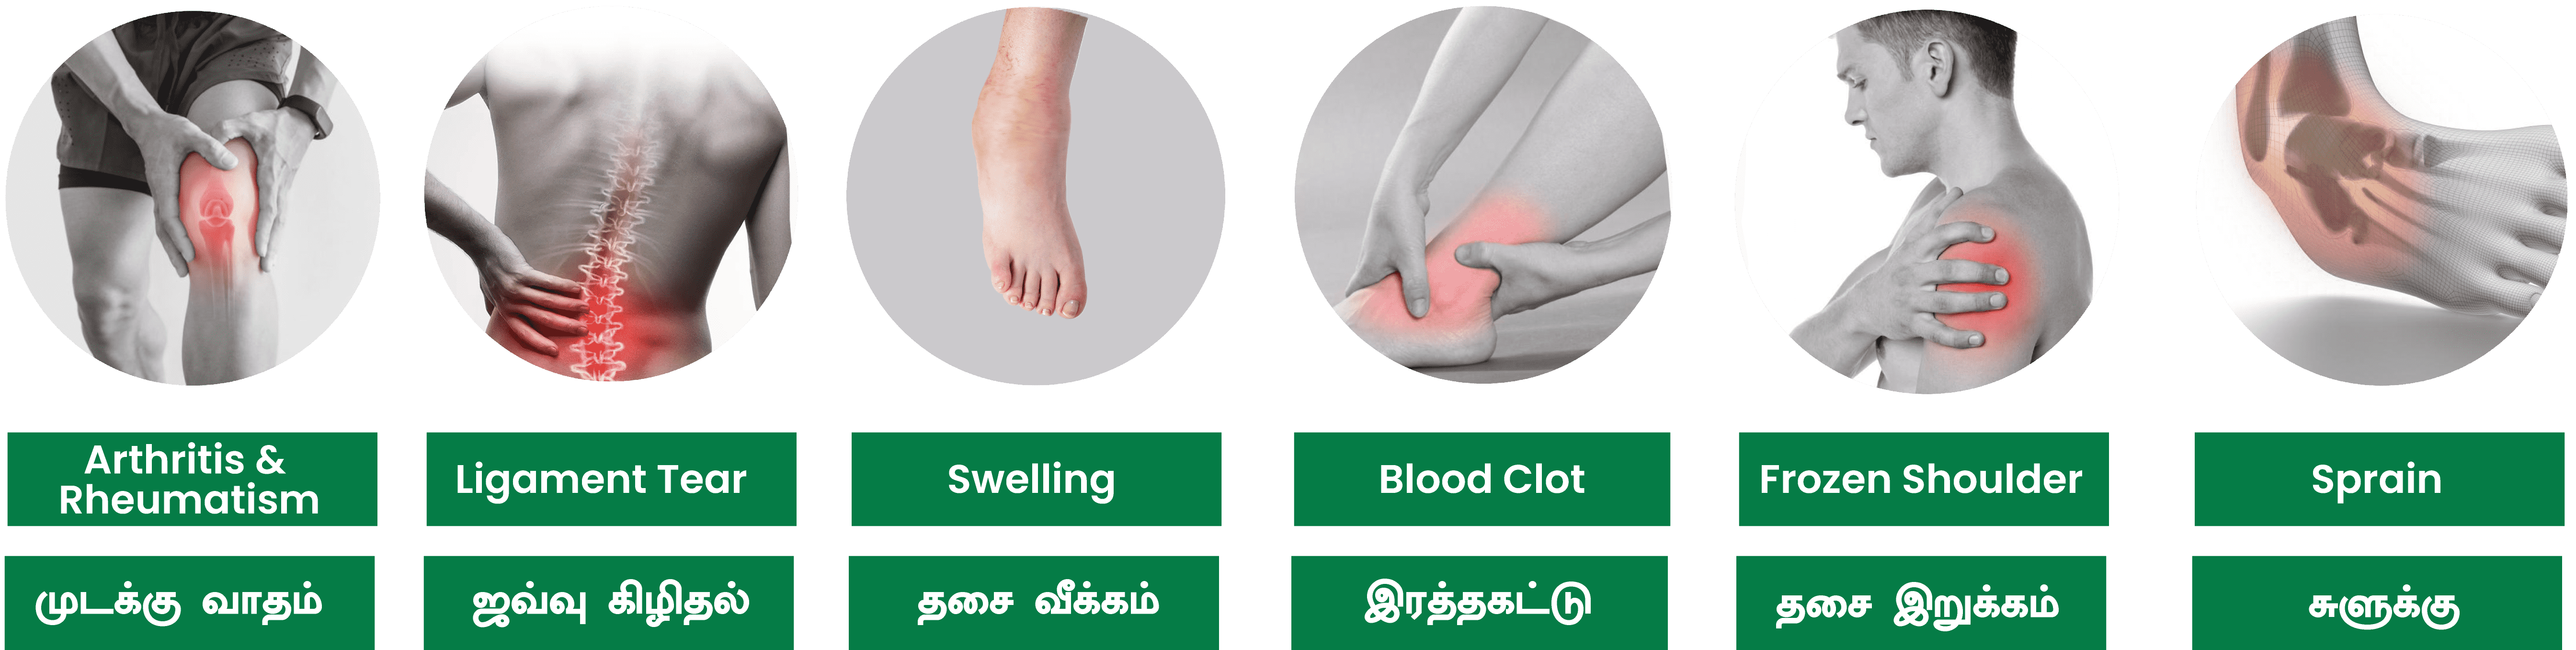 Arthritis &
Rheumatism
Ligament Tear
Swelling
Blood Clot
Frozen Shoulder
Sprain
முடக்கு வாதம்
ஜவ்வு கிழிதல்
தசை வீக்கம்
இரத்தகட்டு
தசை இறுக்கம்
சுளுக்கு